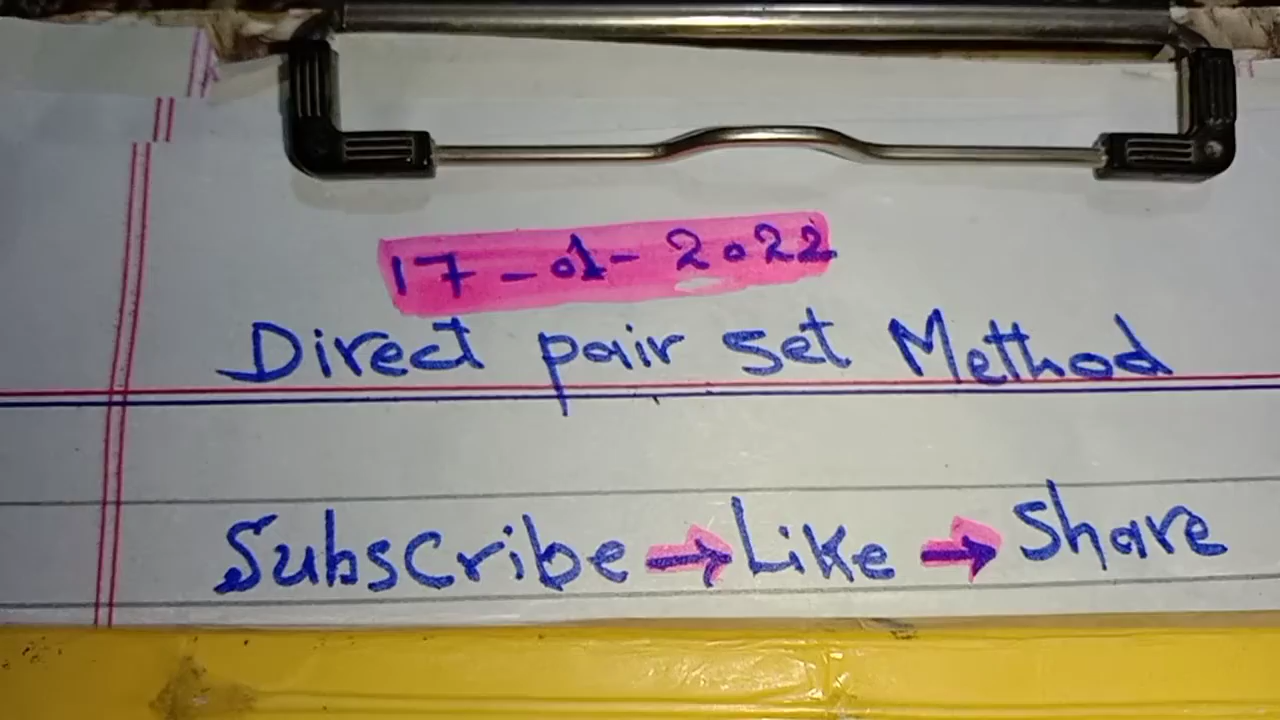 17-01-2022
Direct pair set Method
Subscribe → Like → Share